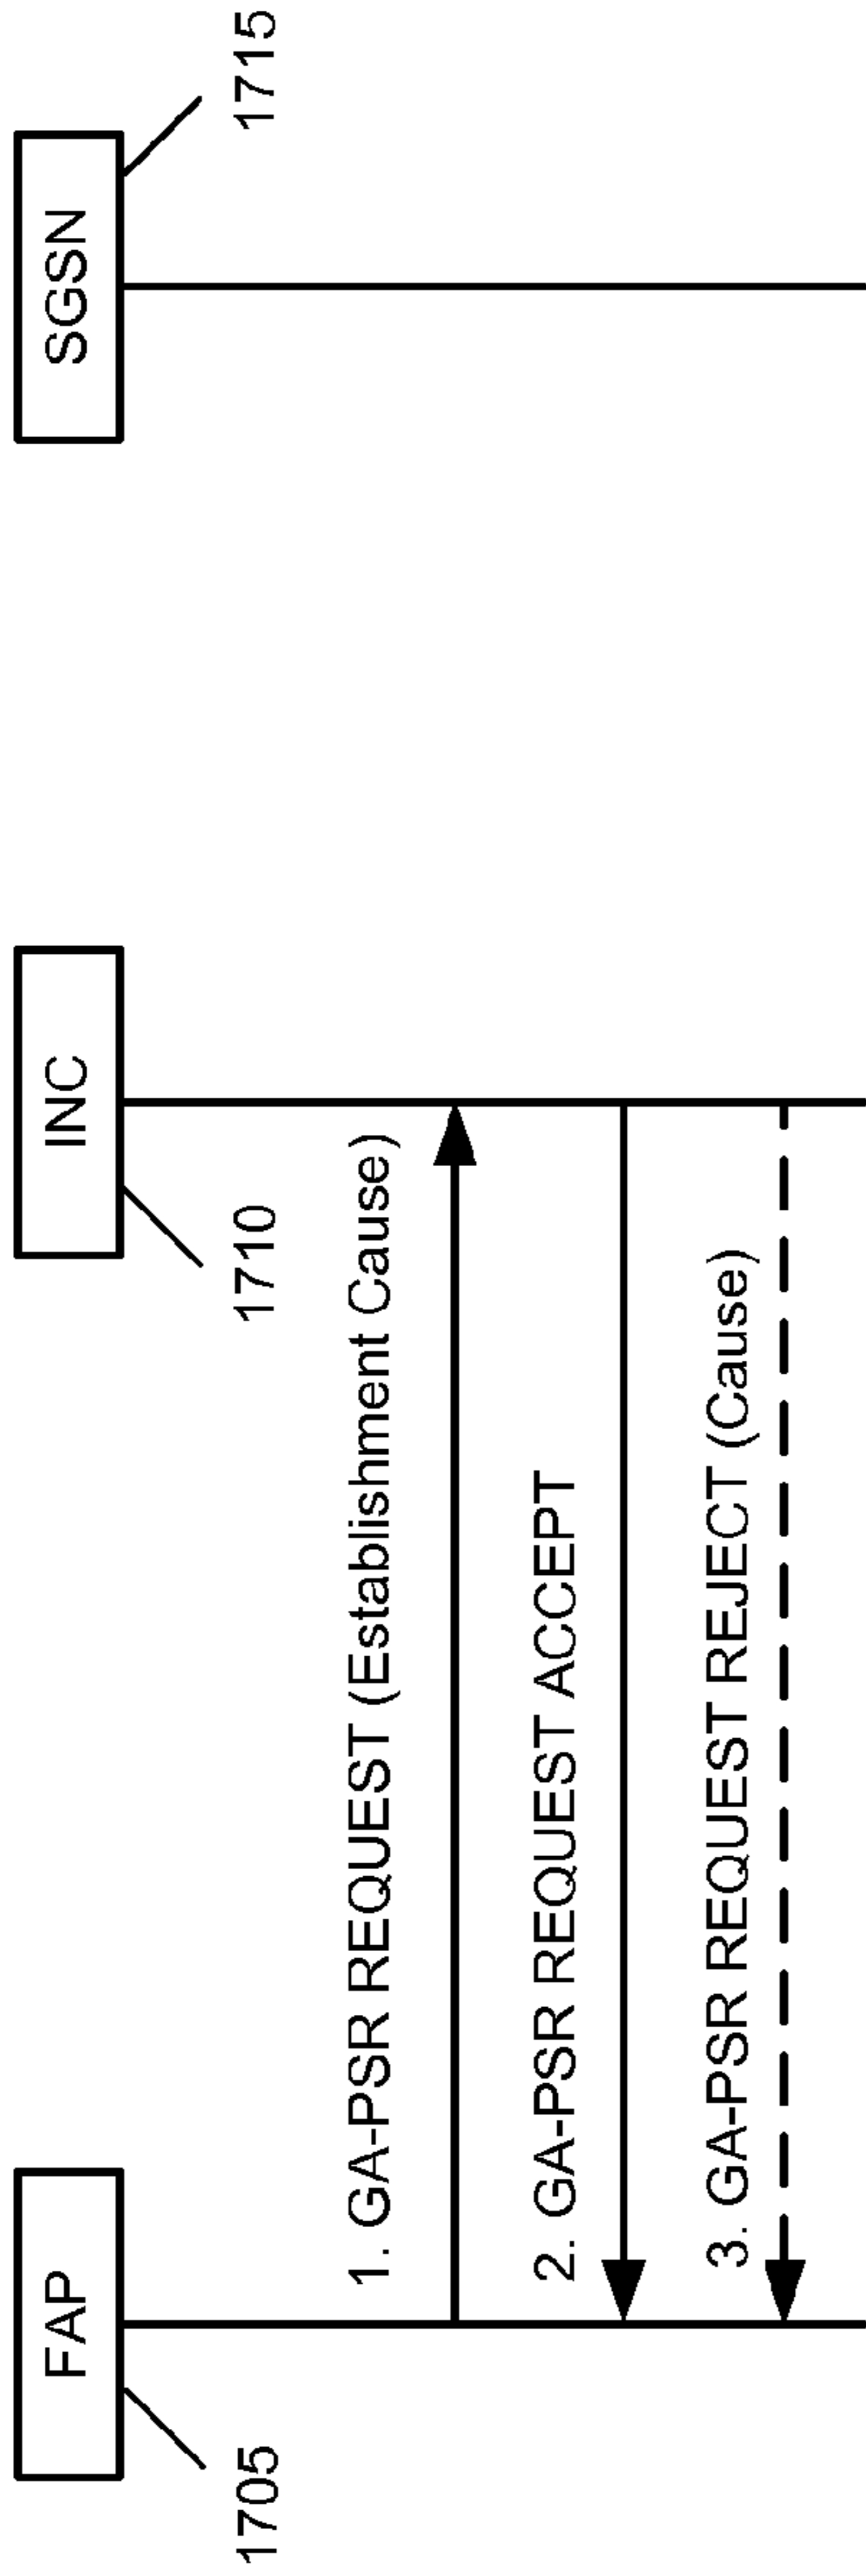 FAP
INC
SGSN
1705
1710
1715
1. GA-PSR REQUEST (Establishment Cause)
2. GA-PSR REQUEST ACCEPT
3. GA-PSR REQUEST REJECT (Cause)